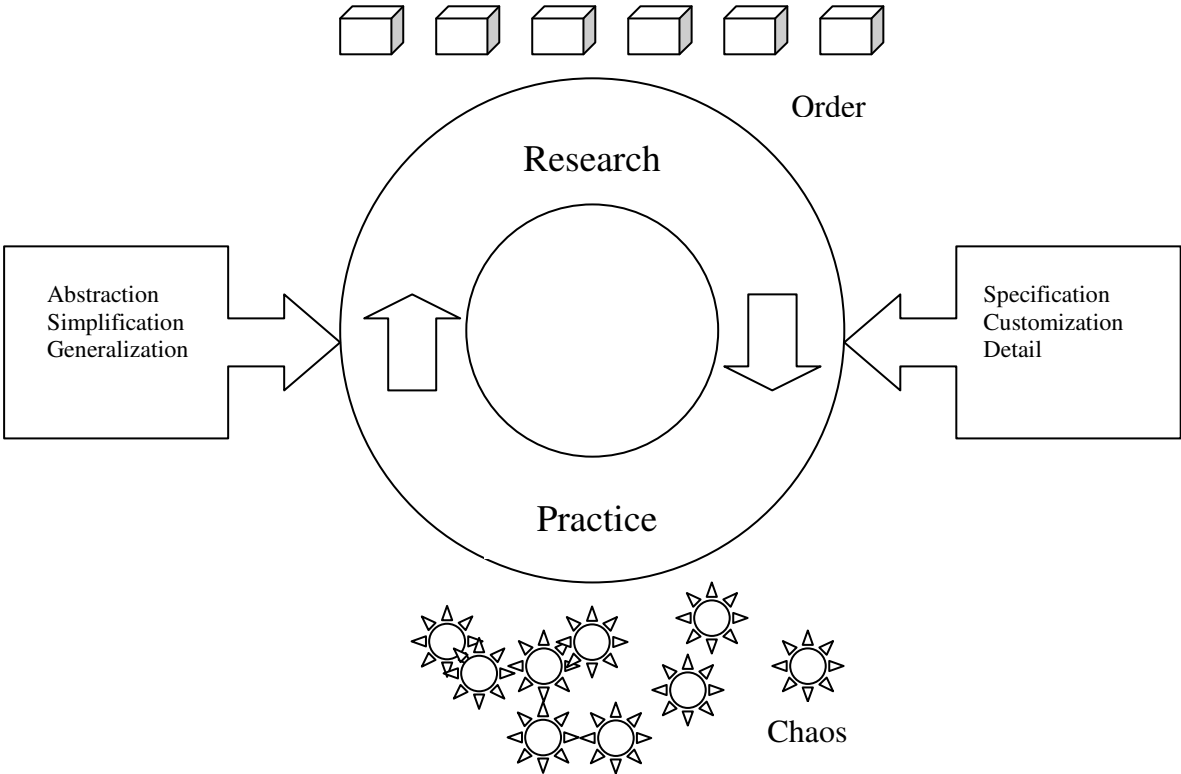 Order
Research
Abstraction
Simplification
Generalization
Specification
Customization
Detail
Practice
Chaos